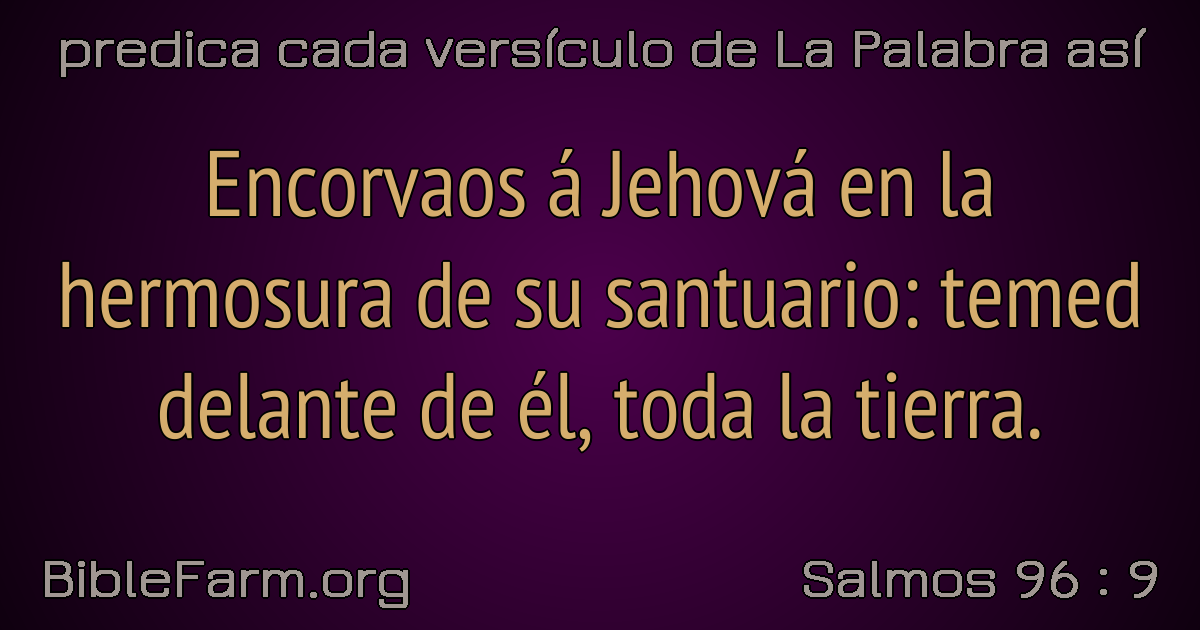 predica cada versículo de La Palabra así
Encorvaos á Jehová en la
hermosura de su santuario: temed
delante de él, toda la tierra.
BibleFarm.org
Salmos 96 : 9